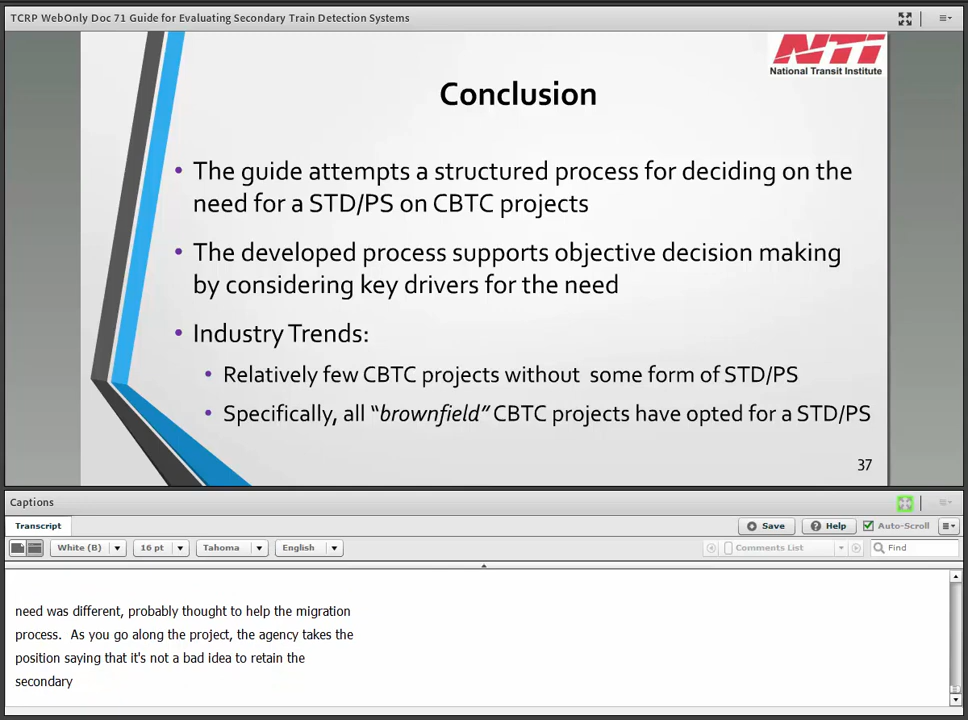 TCRP WebOnly Doc 71 Guide for Evaluating Secondary Train Detection Systems
NTI
National Transit Institute
Conclusion
• The guide attempts a structured process for deciding on the
need for a STD/PS on CBTC projects
• The developed process supports objective decision making
by considering key drivers for the need
• Industry Trends:
• Relatively few CBTC projects without some form of STD/PS
• Specifically, all “brownfield” CBTC projects have opted for a STD/PS
37
Captions
Transcript
Save
Help
Auto-Scroll
White (B)
16 pt
Tahoma
English
Comments List
Find
need was different, probably thought to help the migration
process. As you go along the project, the agency takes the
position saying that it's not a bad idea to retain the
secondary